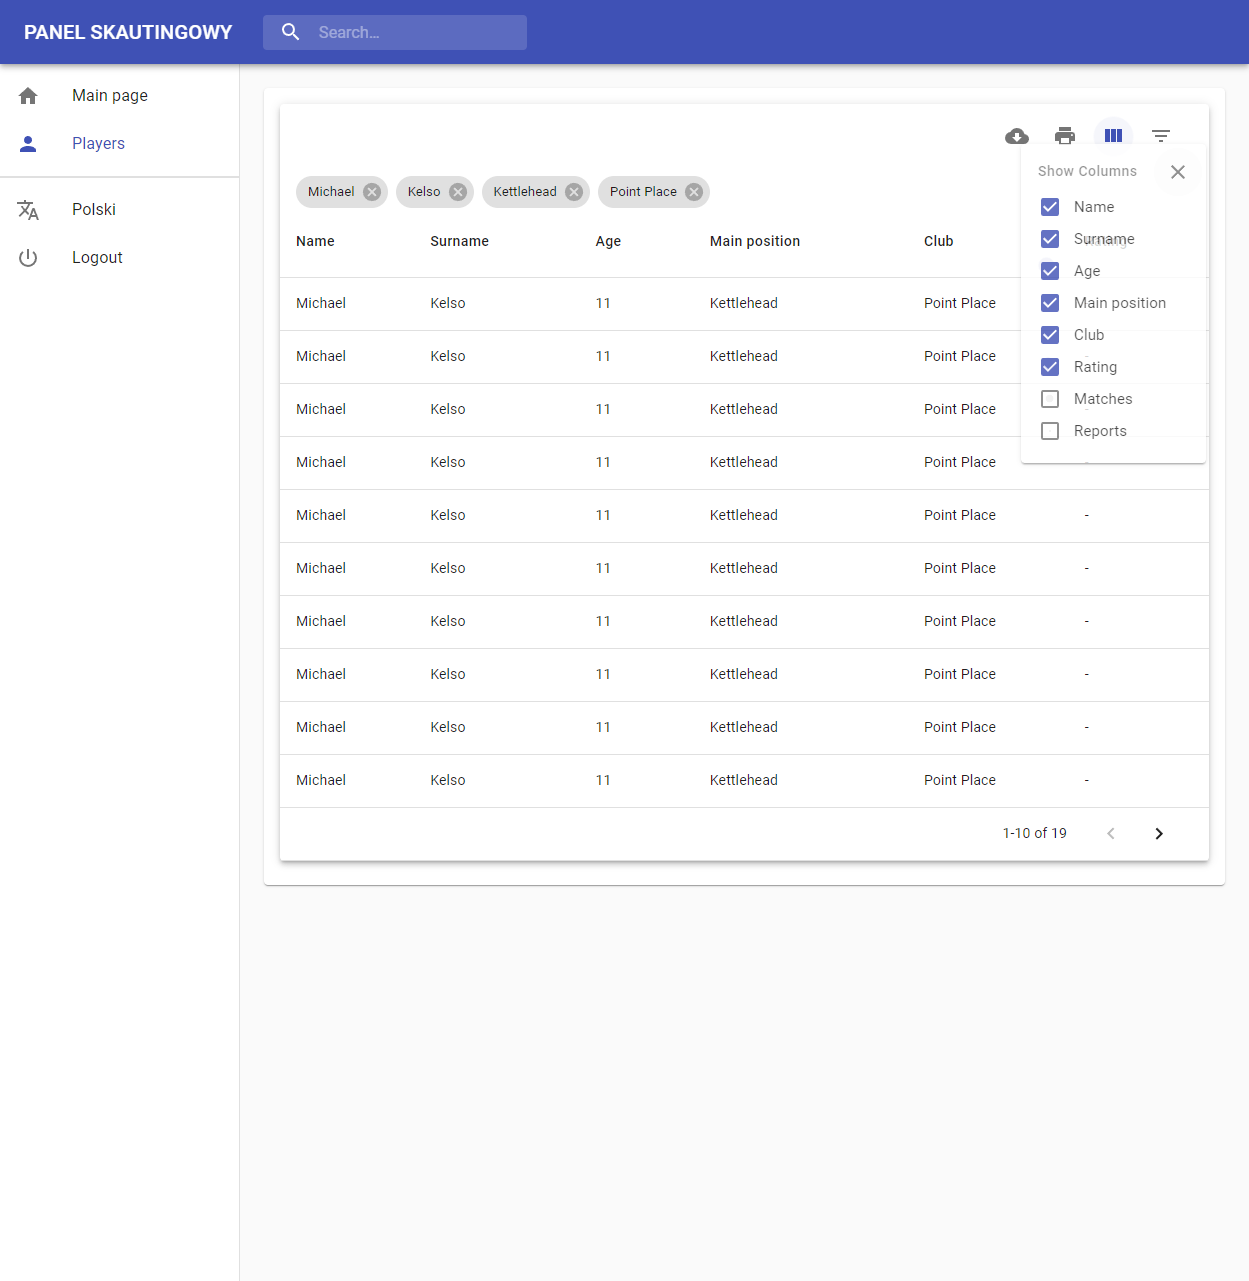 PANEL SKAUTINGOWY Search...
Main page
Players
Polski
Logout
Michael Kelso Kettlehead Point Place
Show Columns
Name
Surname
Age
Main position
Club
Rating
Matches
Reports
Name Surname Age Main position Club Rating
Michael Kelso 11 Kettlehead Point Place -
Michael Kelso 11 Kettlehead Point Place -
Michael Kelso 11 Kettlehead Point Place -
Michael Kelso 11 Kettlehead Point Place -
Michael Kelso 11 Kettlehead Point Place -
Michael Kelso 11 Kettlehead Point Place -
Michael Kelso 11 Kettlehead Point Place -
Michael Kelso 11 Kettlehead Point Place -
Michael Kelso 11 Kettlehead Point Place -
Michael Kelso 11 Kettlehead Point Place -
1-10 of 19